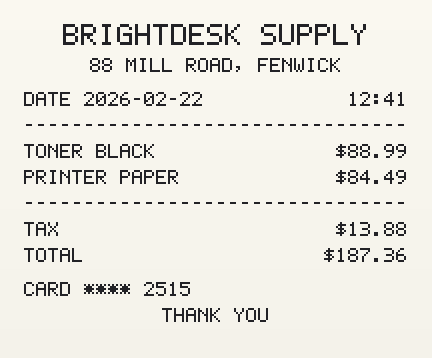 BRIGHTDESK SUPPLY
88 MILL ROAD, FENWICK
DATE 2026-02-22 12:41
--------------------------------
TONER BLACK $88.99
PRINTER PAPER $84.49
--------------------------------
TAX $13.88
TOTAL $187.36
CARD **** 2515
THANK YOU